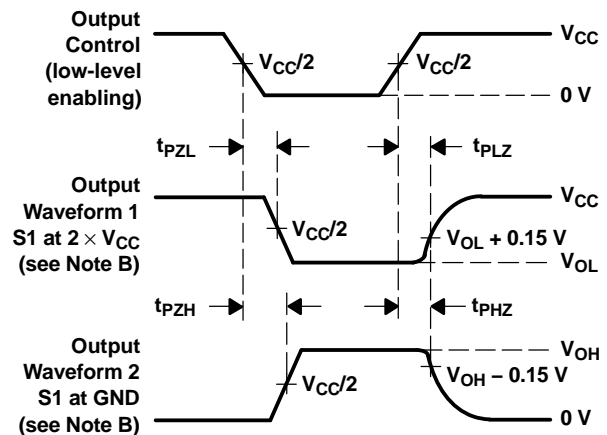 Output
Control
(low-level
enabling)
VCC/2
VCC/2
VCC
0 V
tPZL
tPLZ
Output
Waveform 1
S1 at 2 × VCC
(see Note B)
VCC/2
VCC
VOL + 0.15 V
VOL
tPZH
tPHZ
Output
Waveform 2
S1 at GND
(see Note B)
VCC/2
VOH
VOH – 0.15 V
0 V